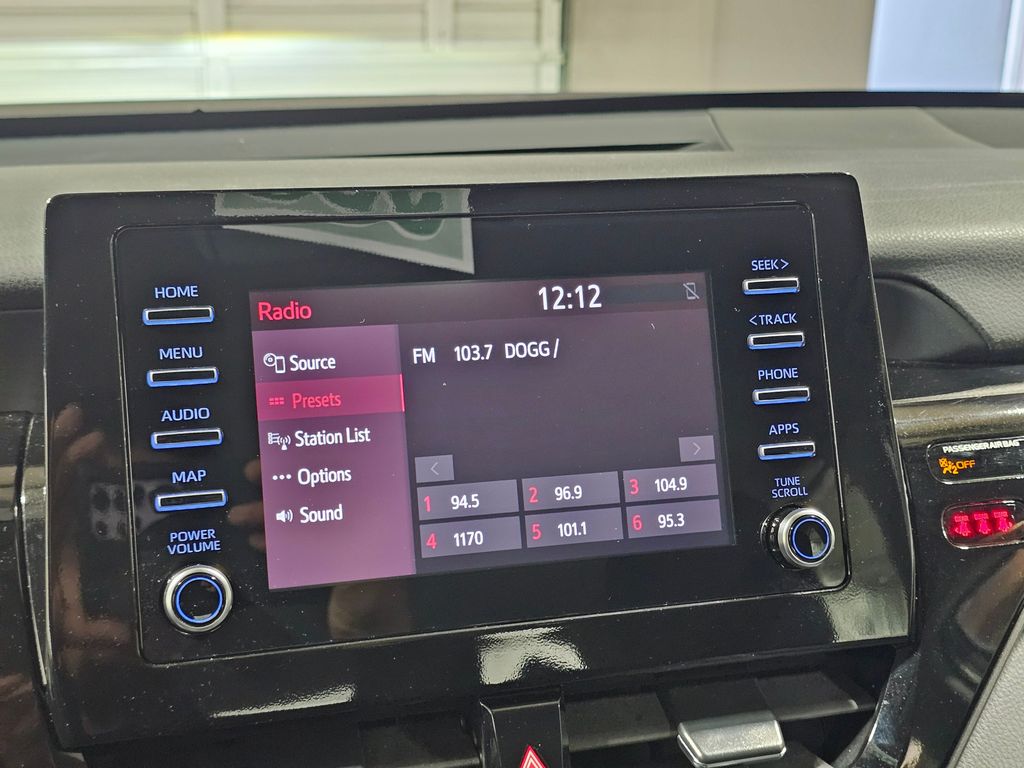 HOME
MENU
AUDIO
MAP
POWER
VOLUME
Radio
12:12
Source
Presets
Station List
Options
Sound
FM 103.7 DOGG /
<
>
1 94.5
2 96.9
3 104.9
4 1170
5 101.1
6 95.3
SEEK >
< TRACK
PHONE
APPS
TUNE
SCROLL
PASSENGER AIR BAG
OFF